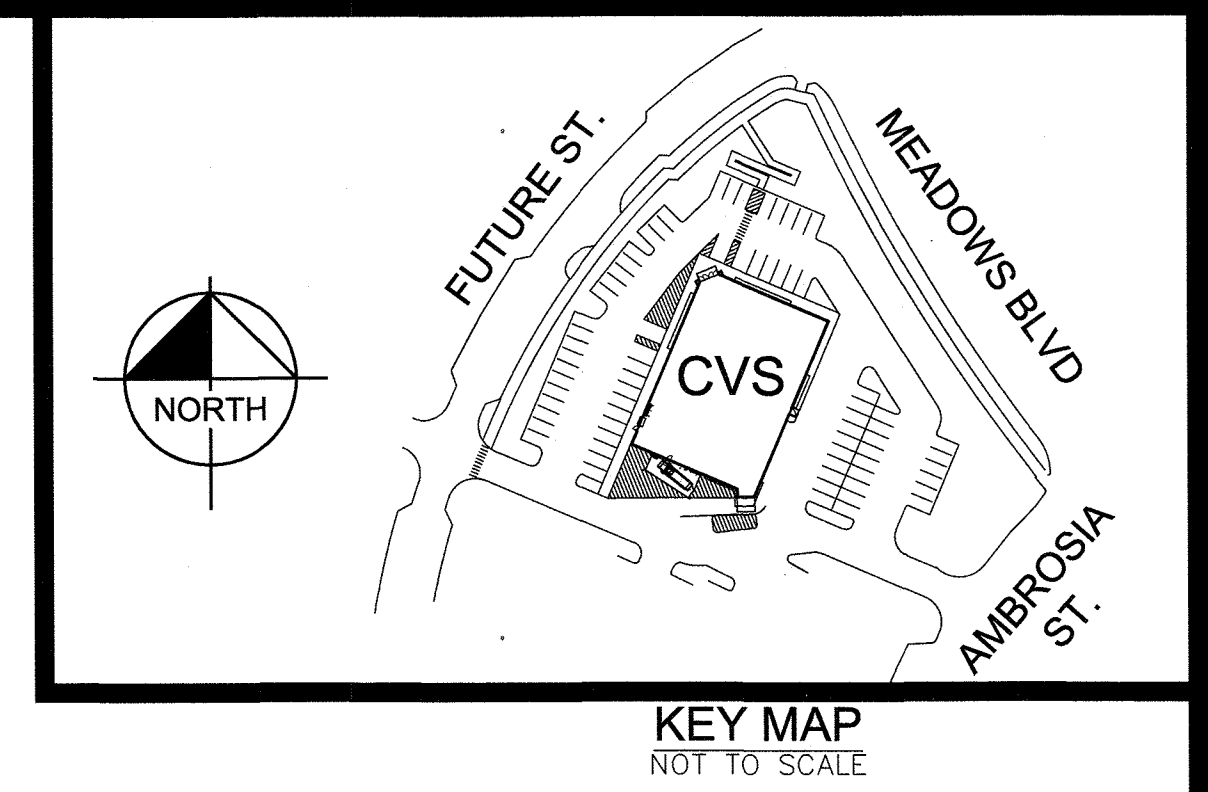 FUTURE ST.
MEADOWS BLVD
NORTH
CVS
AMBROSIA
ST.
KEY MAP
NOT TO SCALE